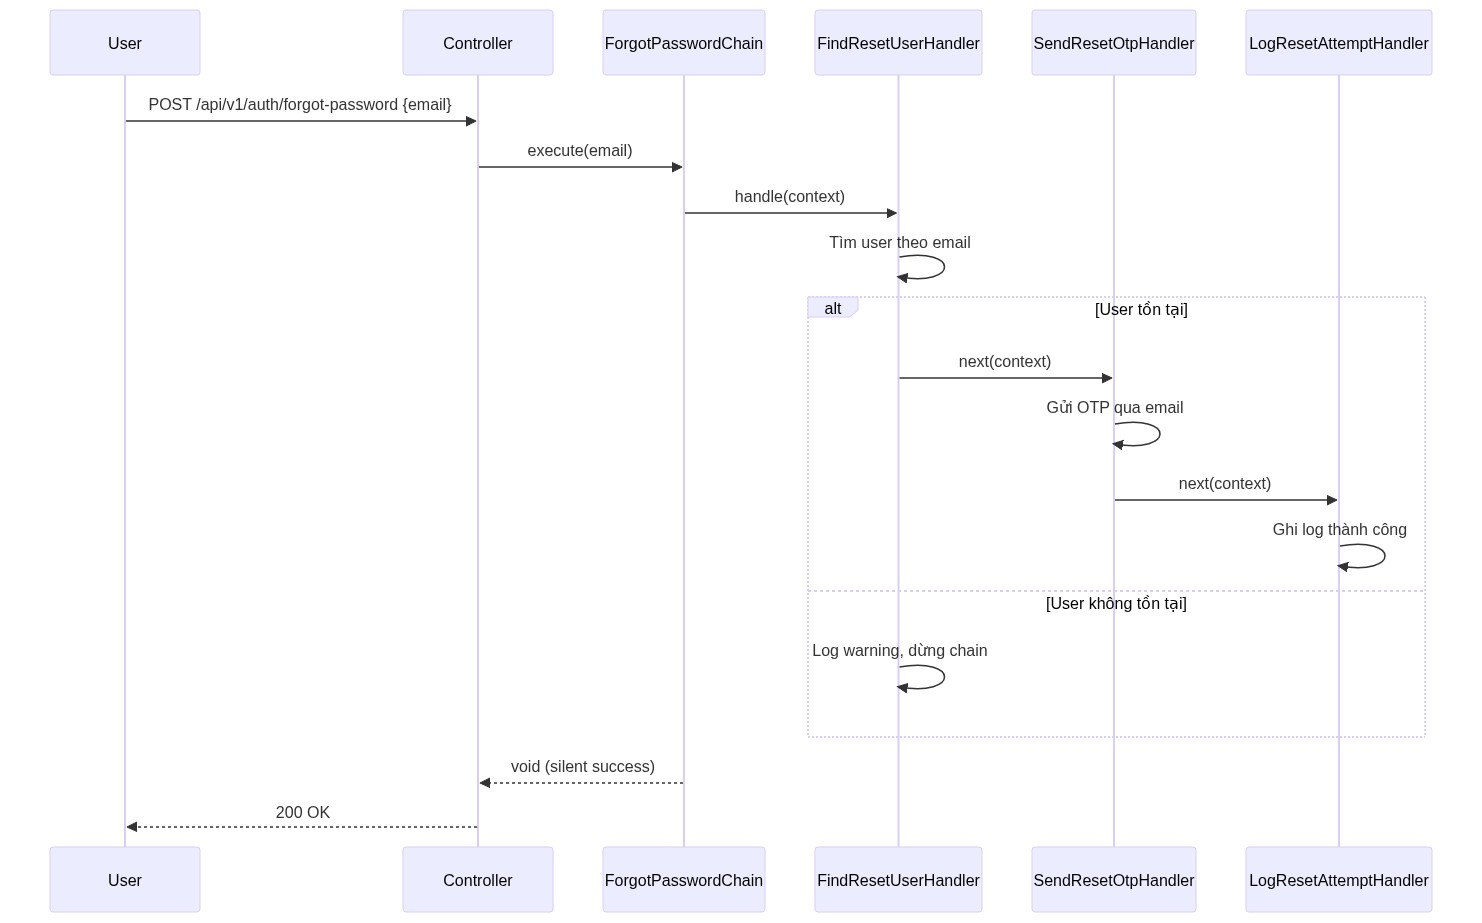 User
Controller
ForgotPasswordChain
FindResetUserHandler
SendResetOtpHandler
LogResetAttemptHandler
POST /api/v1/auth/forgot-password {email}
execute(email)
handle(context)
Tìm user theo email
alt
[User tồn tại]
next(context)
Gửi OTP qua email
next(context)
Ghi log thành công
[User không tồn tại]
Log warning, dừng chain
void (silent success)
200 OK
User
Controller
ForgotPasswordChain
FindResetUserHandler
SendResetOtpHandler
LogResetAttemptHandler